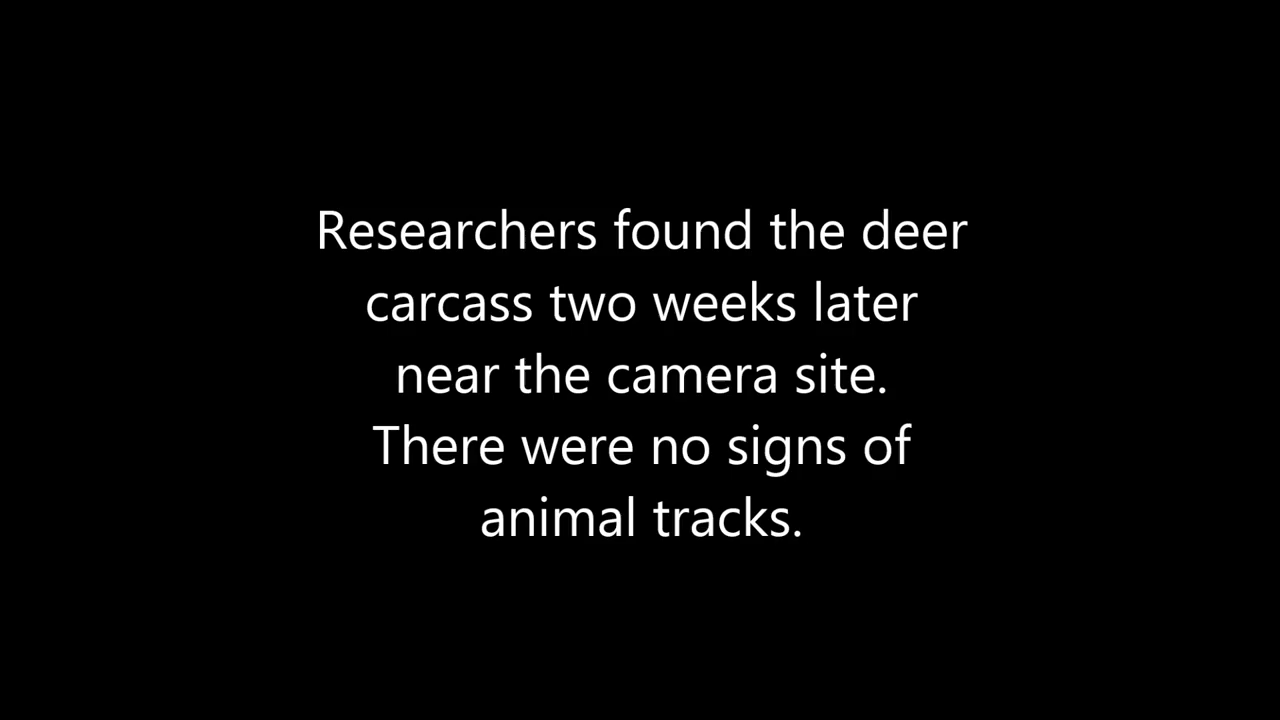 Researchers found the deer
carcass two weeks later
near the camera site.
There were no signs of
animal tracks.